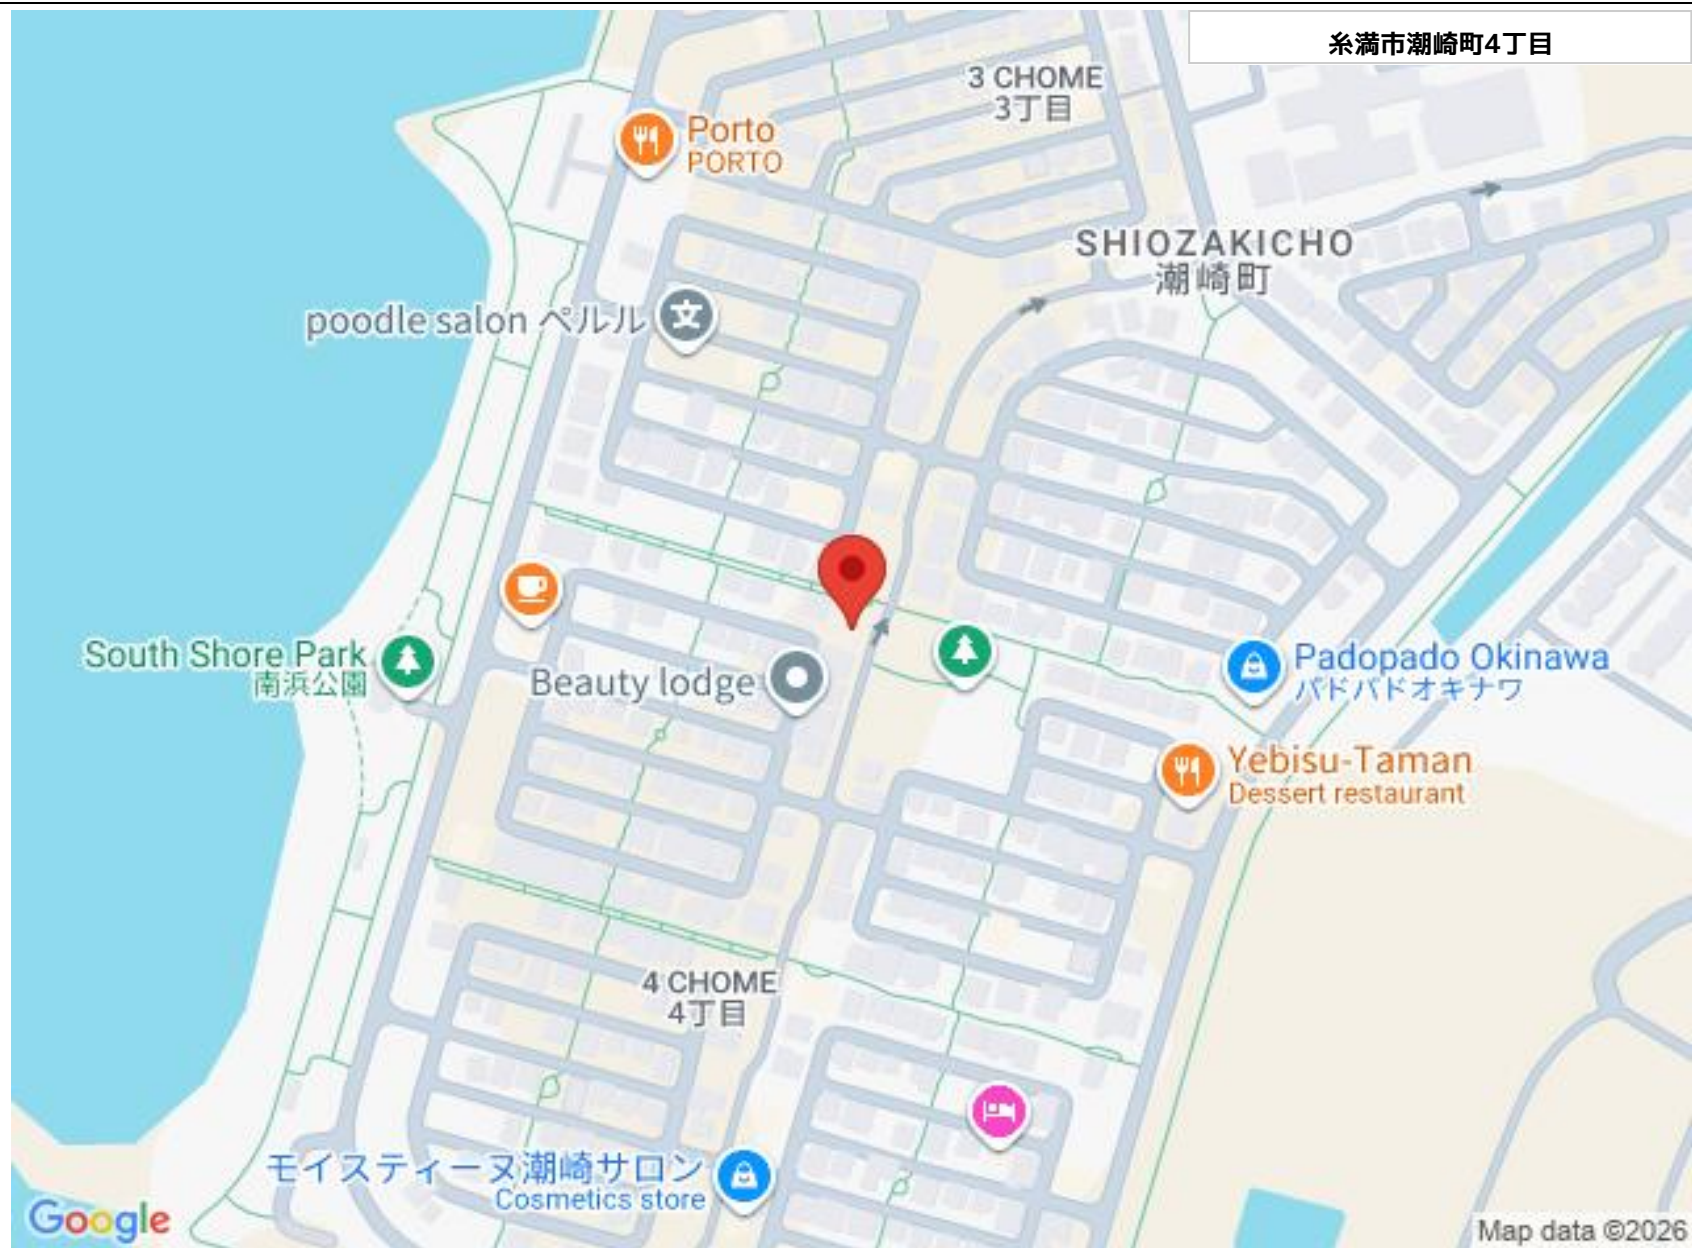 糸満市潮崎町4丁目
3 CHOME
3丁目
Porto
PORTO
SHIOZAKICHO
潮崎町
poodle salon ペルル
South Shore Park
南浜公園
Beauty lodge
Padopado Okinawa
パドパドオキナワ
Yebisu-Taman
Dessert restaurant
4 CHOME
4丁目
モイスティーヌ潮崎サロン
Cosmetics store
Google
Map data ©2026